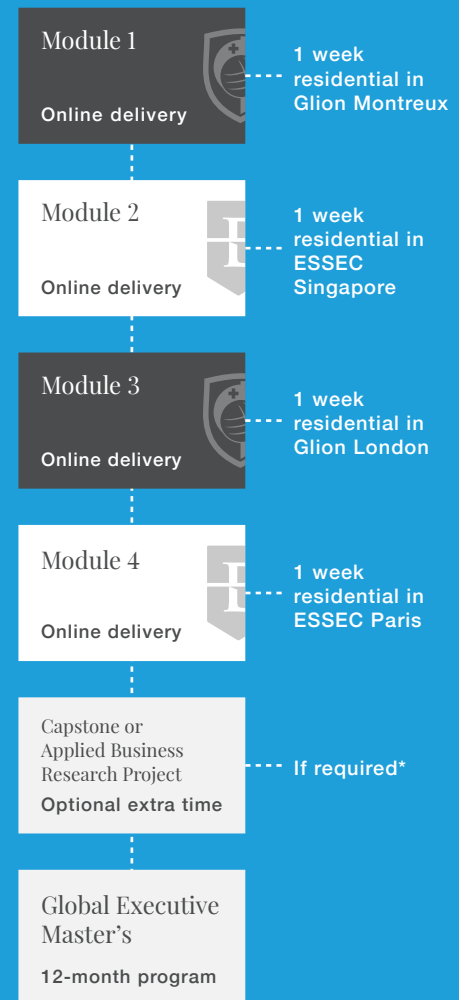 Module 1
Online delivery
1 week
residential in
Glion Montreux
Module 2
Online delivery
1 week
residential in
ESSEC
Singapore
Module 3
Online delivery
1 week
residential in
Glion London
Module 4
Online delivery
1 week
residential in
ESSEC Paris
Capstone or
Applied Business
Research Project
Optional extra time
If required*
Global Executive
Master's
12-month program